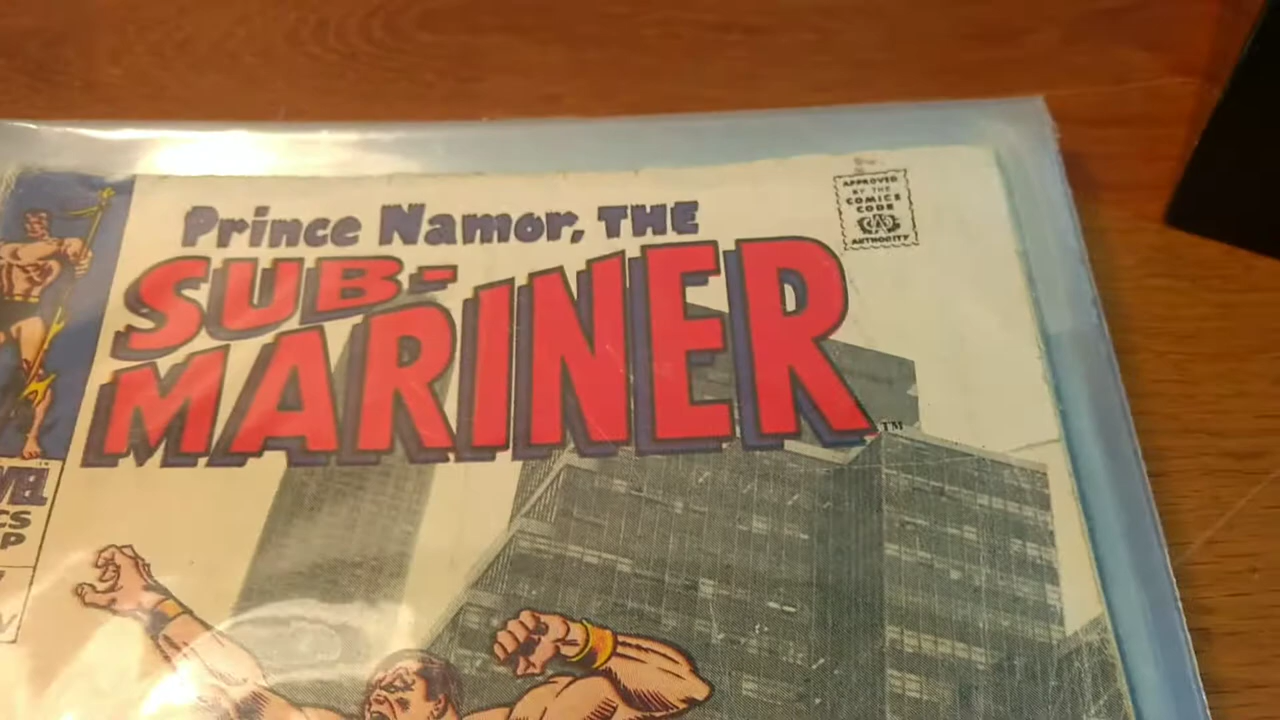 Prince Namor, THE
SUB-
MARINER
TM
APPROVED
BY THE
COMICS
CODE
CA
AUTHORITY